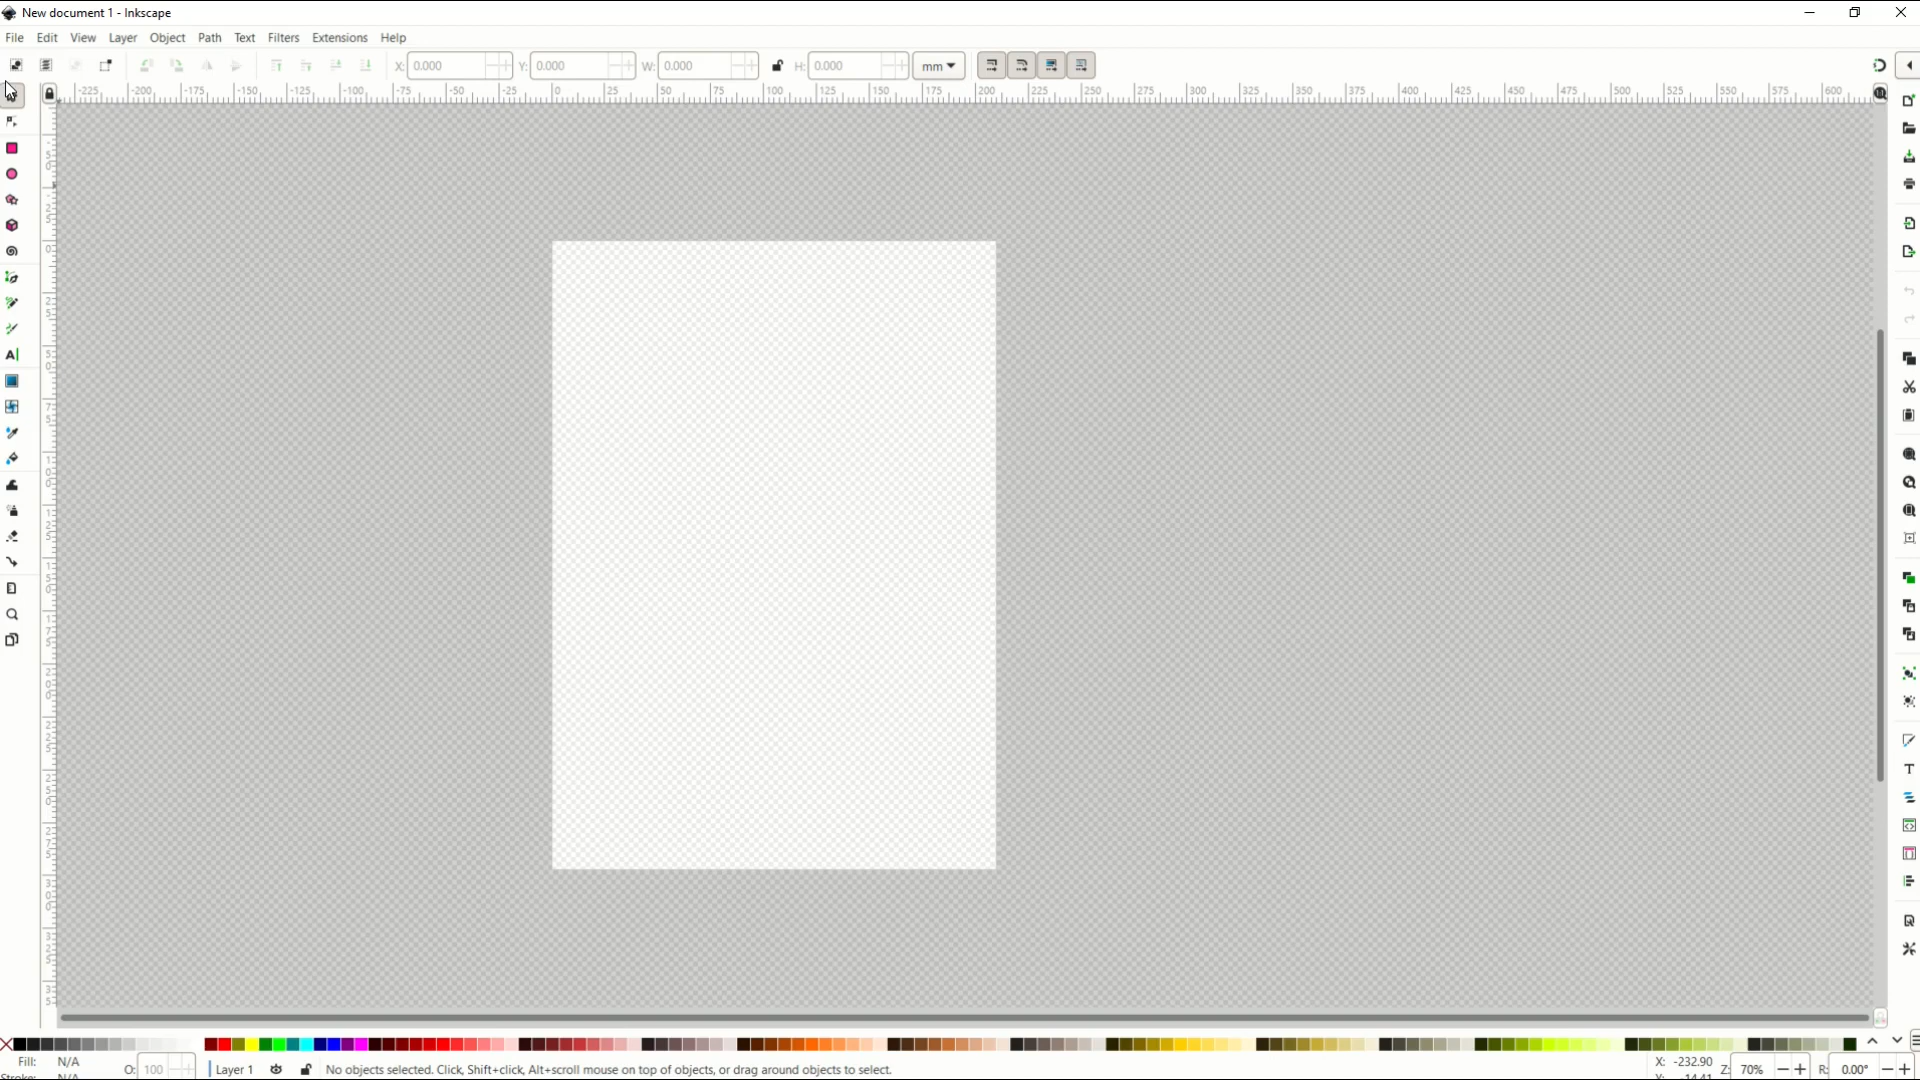 New document 1 - Inkscape
File Edit View Layer Object Path Text Filters Extensions Help
X: 0.000 Y: 0.000 W: 0.000 H: 0.000 mm
-225 -200 -175 -150 -125 -100 -75 -50 -25 0 25 50 75 100 125 150 175 200 225 250 275 300 325 350 375 400 425 450 475 500 525 550 575 600
Fill: N/A O: 100 Layer 1 No objects selected. Click, Shift+click, Alt+scroll mouse on top of objects, or drag around objects to select. X: -232.90 Z: 70% R: 0.00°
Stroke: N/A Y: -14.41